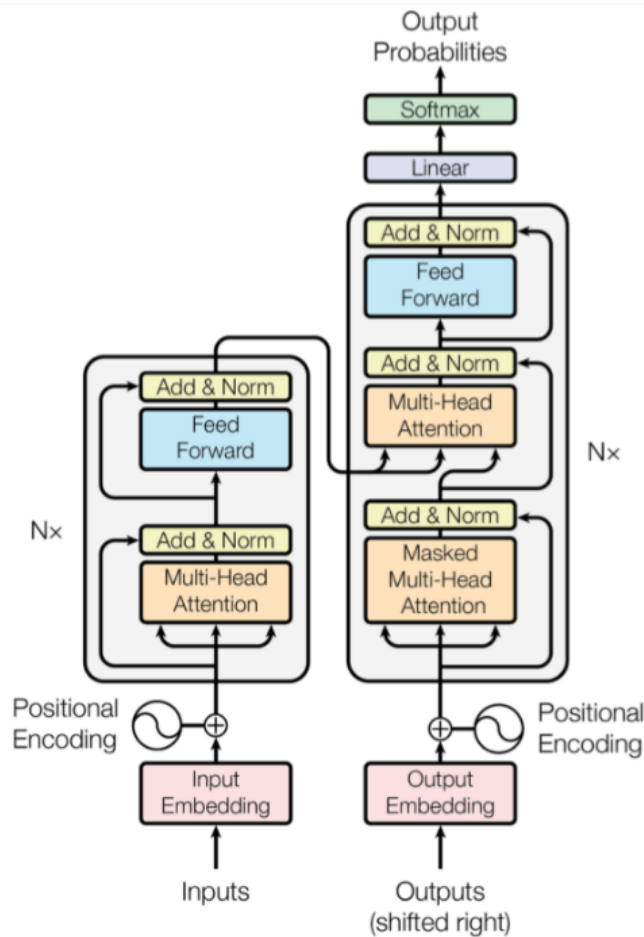 Output
Probabilities
Softmax
Linear
Add & Norm
Feed
Forward
Add & Norm
Multi-Head
Attention
Add & Norm
Masked
Multi-Head
Attention
Nx
Positional
Encoding
Output
Embedding
Outputs
(shifted right)
Add & Norm
Feed
Forward
Add & Norm
Multi-Head
Attention
Nx
Positional
Encoding
Input
Embedding
Inputs